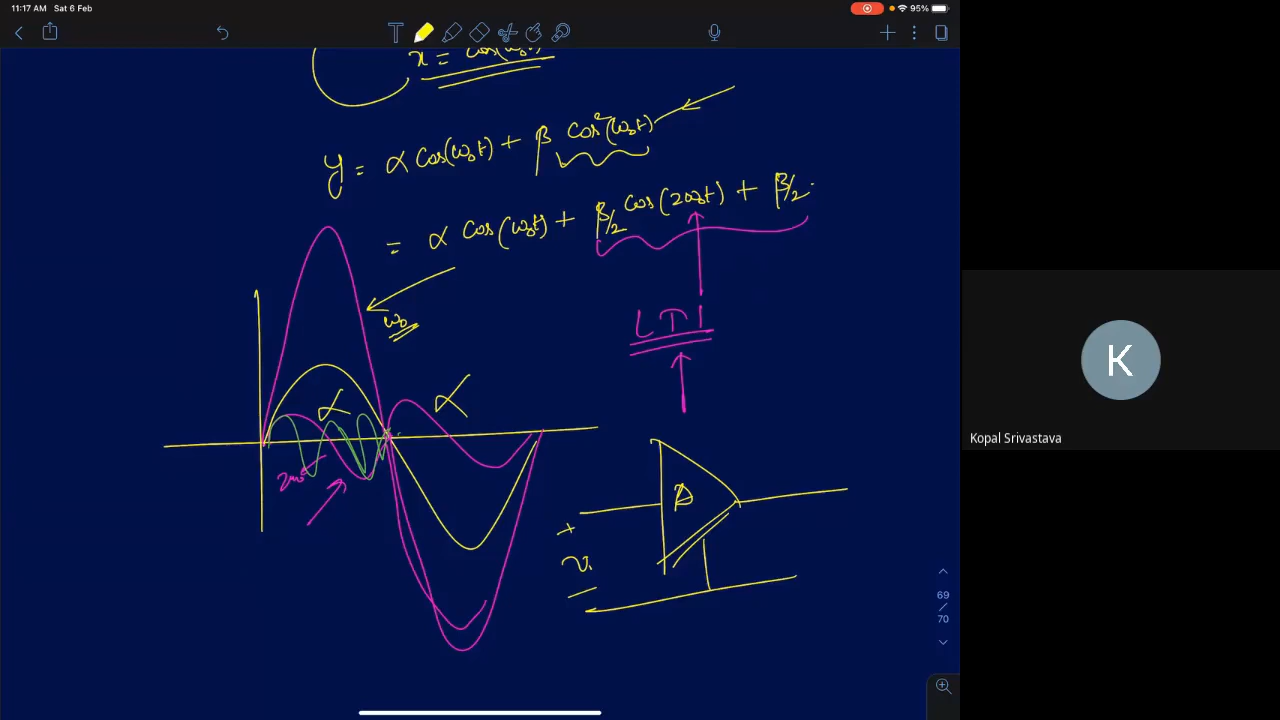 11:17 AM Sat 6 Feb
95%
x = cos(ω₀t)
y = α cos(ω₀t) + β cos²(ω₀t)
= α cos(ω₀t) + β/2 cos(2ω₀t) + β/2
ω₀
LTI
α
α
2ω₀
A
+
vᵢ
-
K
Kopal Srivastava
69
/
70